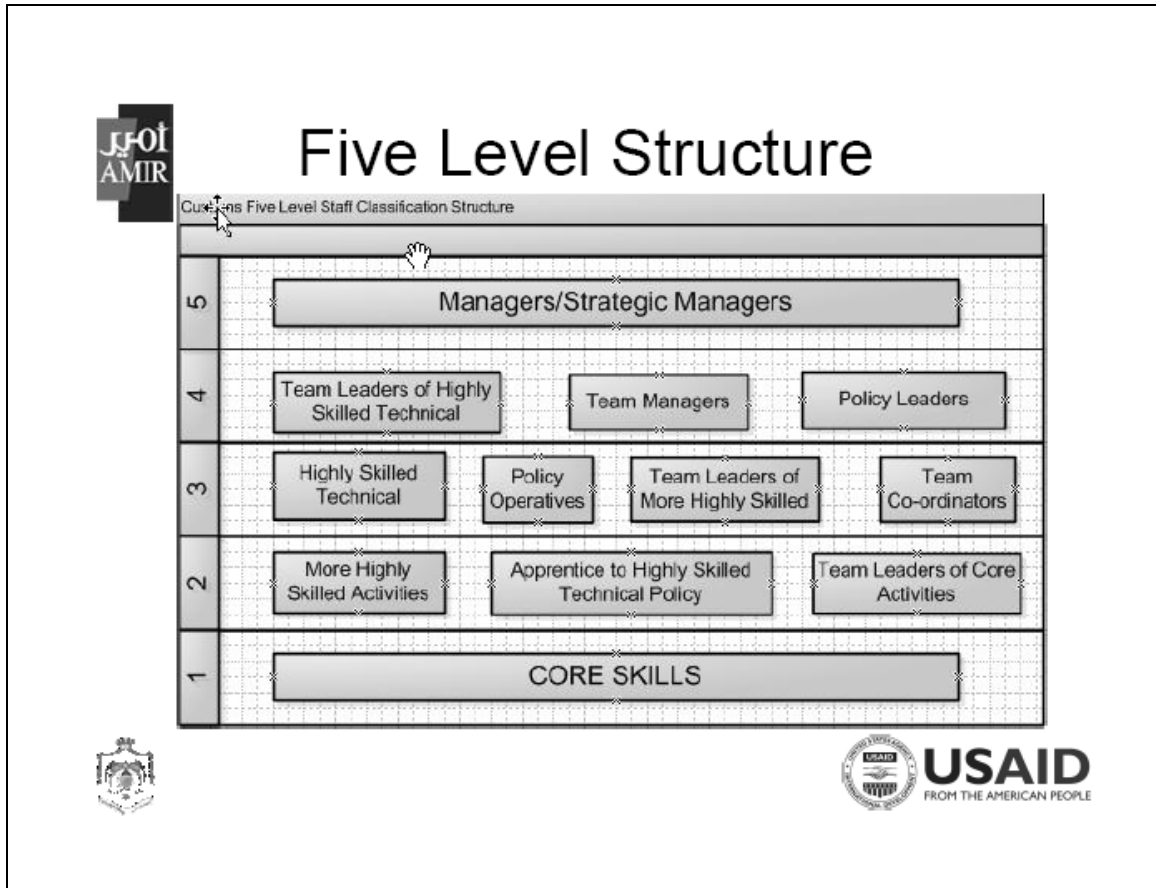 أمير
AMIR
Five Level Structure
Customs Five Level Staff Classification Structure
5
Managers/Strategic Managers
4
Team Leaders of Highly
Skilled Technical
Team Managers
Policy Leaders
3
Highly Skilled
Technical
Policy
Operatives
Team Leaders of
More Highly Skilled
Team
Co-ordinators
2
More Highly
Skilled Activities
Apprentice to Highly Skilled
Technical Policy
Team Leaders of Core
Activities
1
CORE SKILLS
USAID
USAID
FROM THE AMERICAN PEOPLE